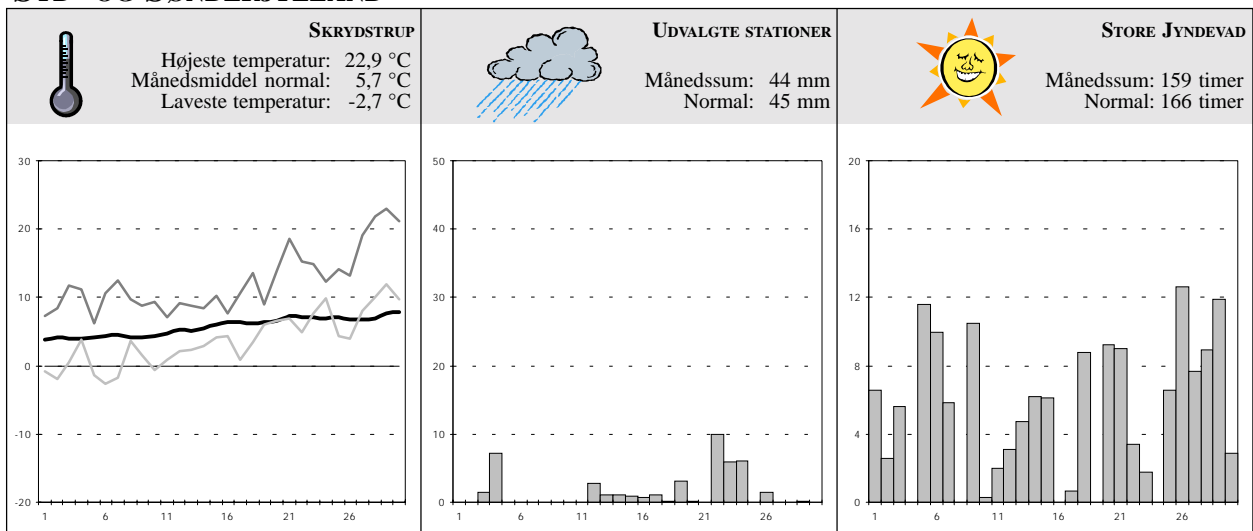 SKRYDSTRUP
Højeste temperatur: 22,9 °C
Månedsmiddel normal: 5,7 °C
Laveste temperatur: -2,7 °C
30
20
10
0
-10
-20
1 6 11 16 21 26
UDVALGTE STATIONER
Månedssum: 44 mm
Normal: 45 mm
50
40
30
20
10
0
1 6 11 16 21 26
STORE JYNDEVAD
Månedssum: 159 timer
Normal: 166 timer
20
16
12
8
4
0
1 6 11 16 21 26